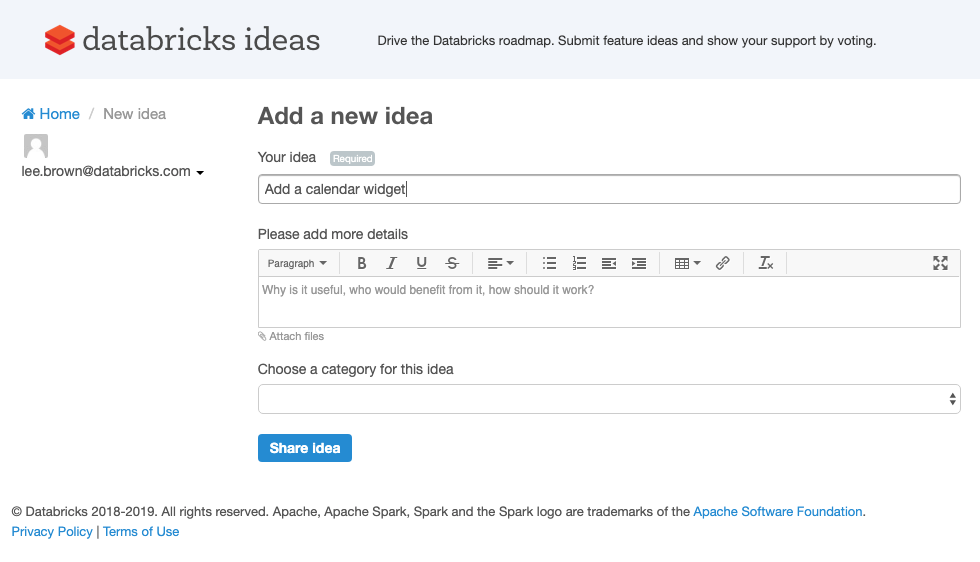 databricks ideas
Drive the Databricks roadmap. Submit feature ideas and show your support by voting.
Home / New idea
lee.brown@databricks.com
Add a new idea
Your idea Required
Add a calendar widget
Please add more details
Paragraph B I U S
Why is it useful, who would benefit from it, how should it work?
Attach files
Choose a category for this idea
Share idea
© Databricks 2018-2019. All rights reserved. Apache, Apache Spark, Spark and the Spark logo are trademarks of the Apache Software Foundation.
Privacy Policy | Terms of Use